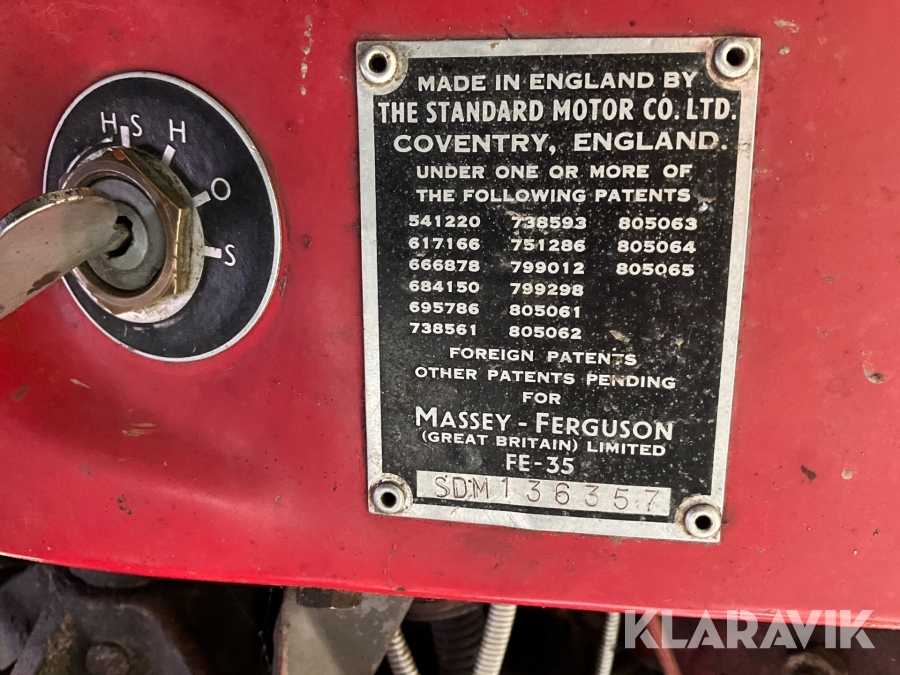 HS H O S
MADE IN ENGLAND BY
THE STANDARD MOTOR CO. LTD.
COVENTRY, ENGLAND.
UNDER ONE OR MORE OF
THE FOLLOWING PATENTS
541220 738593 805063
617166 751286 805064
666878 799012 805065
684150 799298
695786 805061
738561 805062
FOREIGN PATENTS
OTHER PATENTS PENDING
FOR
MASSEY - FERGUSON
(GREAT BRITAIN) LIMITED
FE-35
SDM136357
KLARAVIK